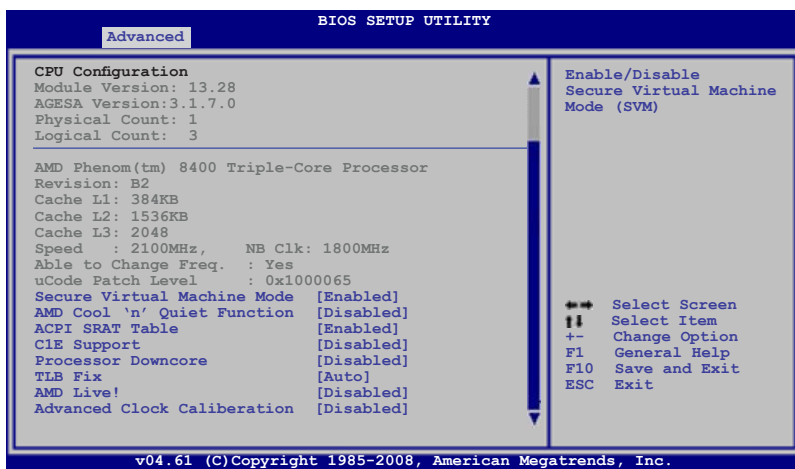 BIOS SETUP UTILITY
Advanced
CPU Configuration
Module Version: 13.28
AGESA Version:3.1.7.0
Physical Count: 1
Logical Count: 3
AMD Phenom(tm) 8400 Triple-Core Processor
Revision: B2
Cache L1: 384KB
Cache L2: 1536KB
Cache L3: 2048
Speed : 2100MHz, NB Clk: 1800MHz
Able to Change Freq. : Yes
uCode Patch Level : 0x1000065
Secure Virtual Machine Mode [Enabled]
AMD Cool ‘n’ Quiet Function [Disabled]
ACPI SRAT Table [Enabled]
C1E Support [Disabled]
Processor Downcore [Disabled]
TLB Fix [Auto]
AMD Live! [Disabled]
Advanced Clock Caliberation [Disabled]
Enable/Disable
Secure Virtual Machine
Mode (SVM)
←→ Select Screen
↑↓ Select Item
+- Change Option
F1 General Help
F10 Save and Exit
ESC Exit
v04.61 (C)Copyright 1985-2008, American Megatrends, Inc.